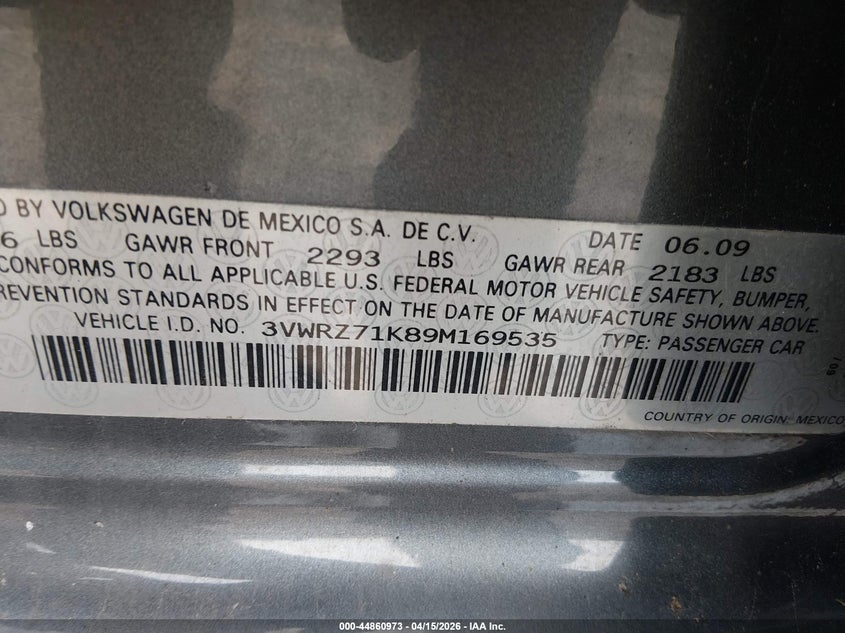 BY VOLKSWAGEN DE MEXICO S.A. DE C.V. DATE 06.09
6 LBS GAWR FRONT 2293 LBS GAWR REAR 2183 LBS
CONFORMS TO ALL APPLICABLE U.S. FEDERAL MOTOR VEHICLE SAFETY, BUMPER,
REVENTION STANDARDS IN EFFECT ON THE DATE OF MANUFACTURE SHOWN ABOVE.
VEHICLE I.D. NO. 3VWRZ71K89M169535 TYPE: PASSENGER CAR
COUNTRY OF ORIGIN: MEXICO
000-44860973 - 04/15/2026 - IAA Inc.